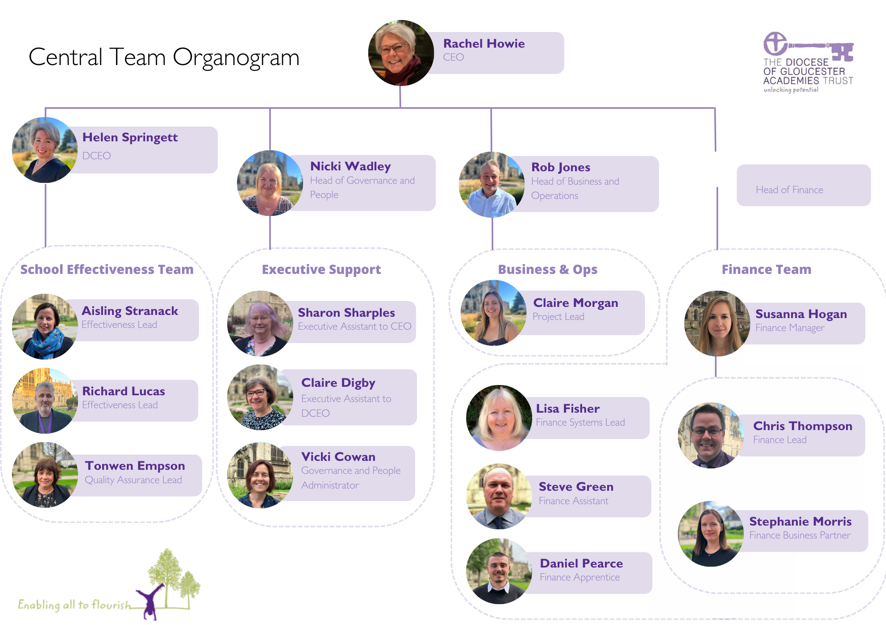 Central Team Organogram
Rachel Howie
CEO
THE DIOCESE
OF GLOUCESTER
ACADEMIES TRUST
unlocking potential
Helen Springett
DCEO
Nicki Wadley
Head of Governance and
People
Rob Jones
Head of Business and
Operations
Head of Finance
School Effectiveness Team
Aisling Stranack
Effectiveness Lead
Richard Lucas
Effectiveness Lead
Tonwen Empson
Quality Assurance Lead
Executive Support
Sharon Sharples
Executive Assistant to CEO
Claire Digby
Executive Assistant to
DCEO
Vicki Cowan
Governance and People
Administrator
Business & Ops
Claire Morgan
Project Lead
Finance Team
Susanna Hogan
Finance Manager
Lisa Fisher
Finance Systems Lead
Steve Green
Finance Assistant
Daniel Pearce
Finance Apprentice
Chris Thompson
Finance Lead
Stephanie Morris
Finance Business Partner
Enabling all to flourish